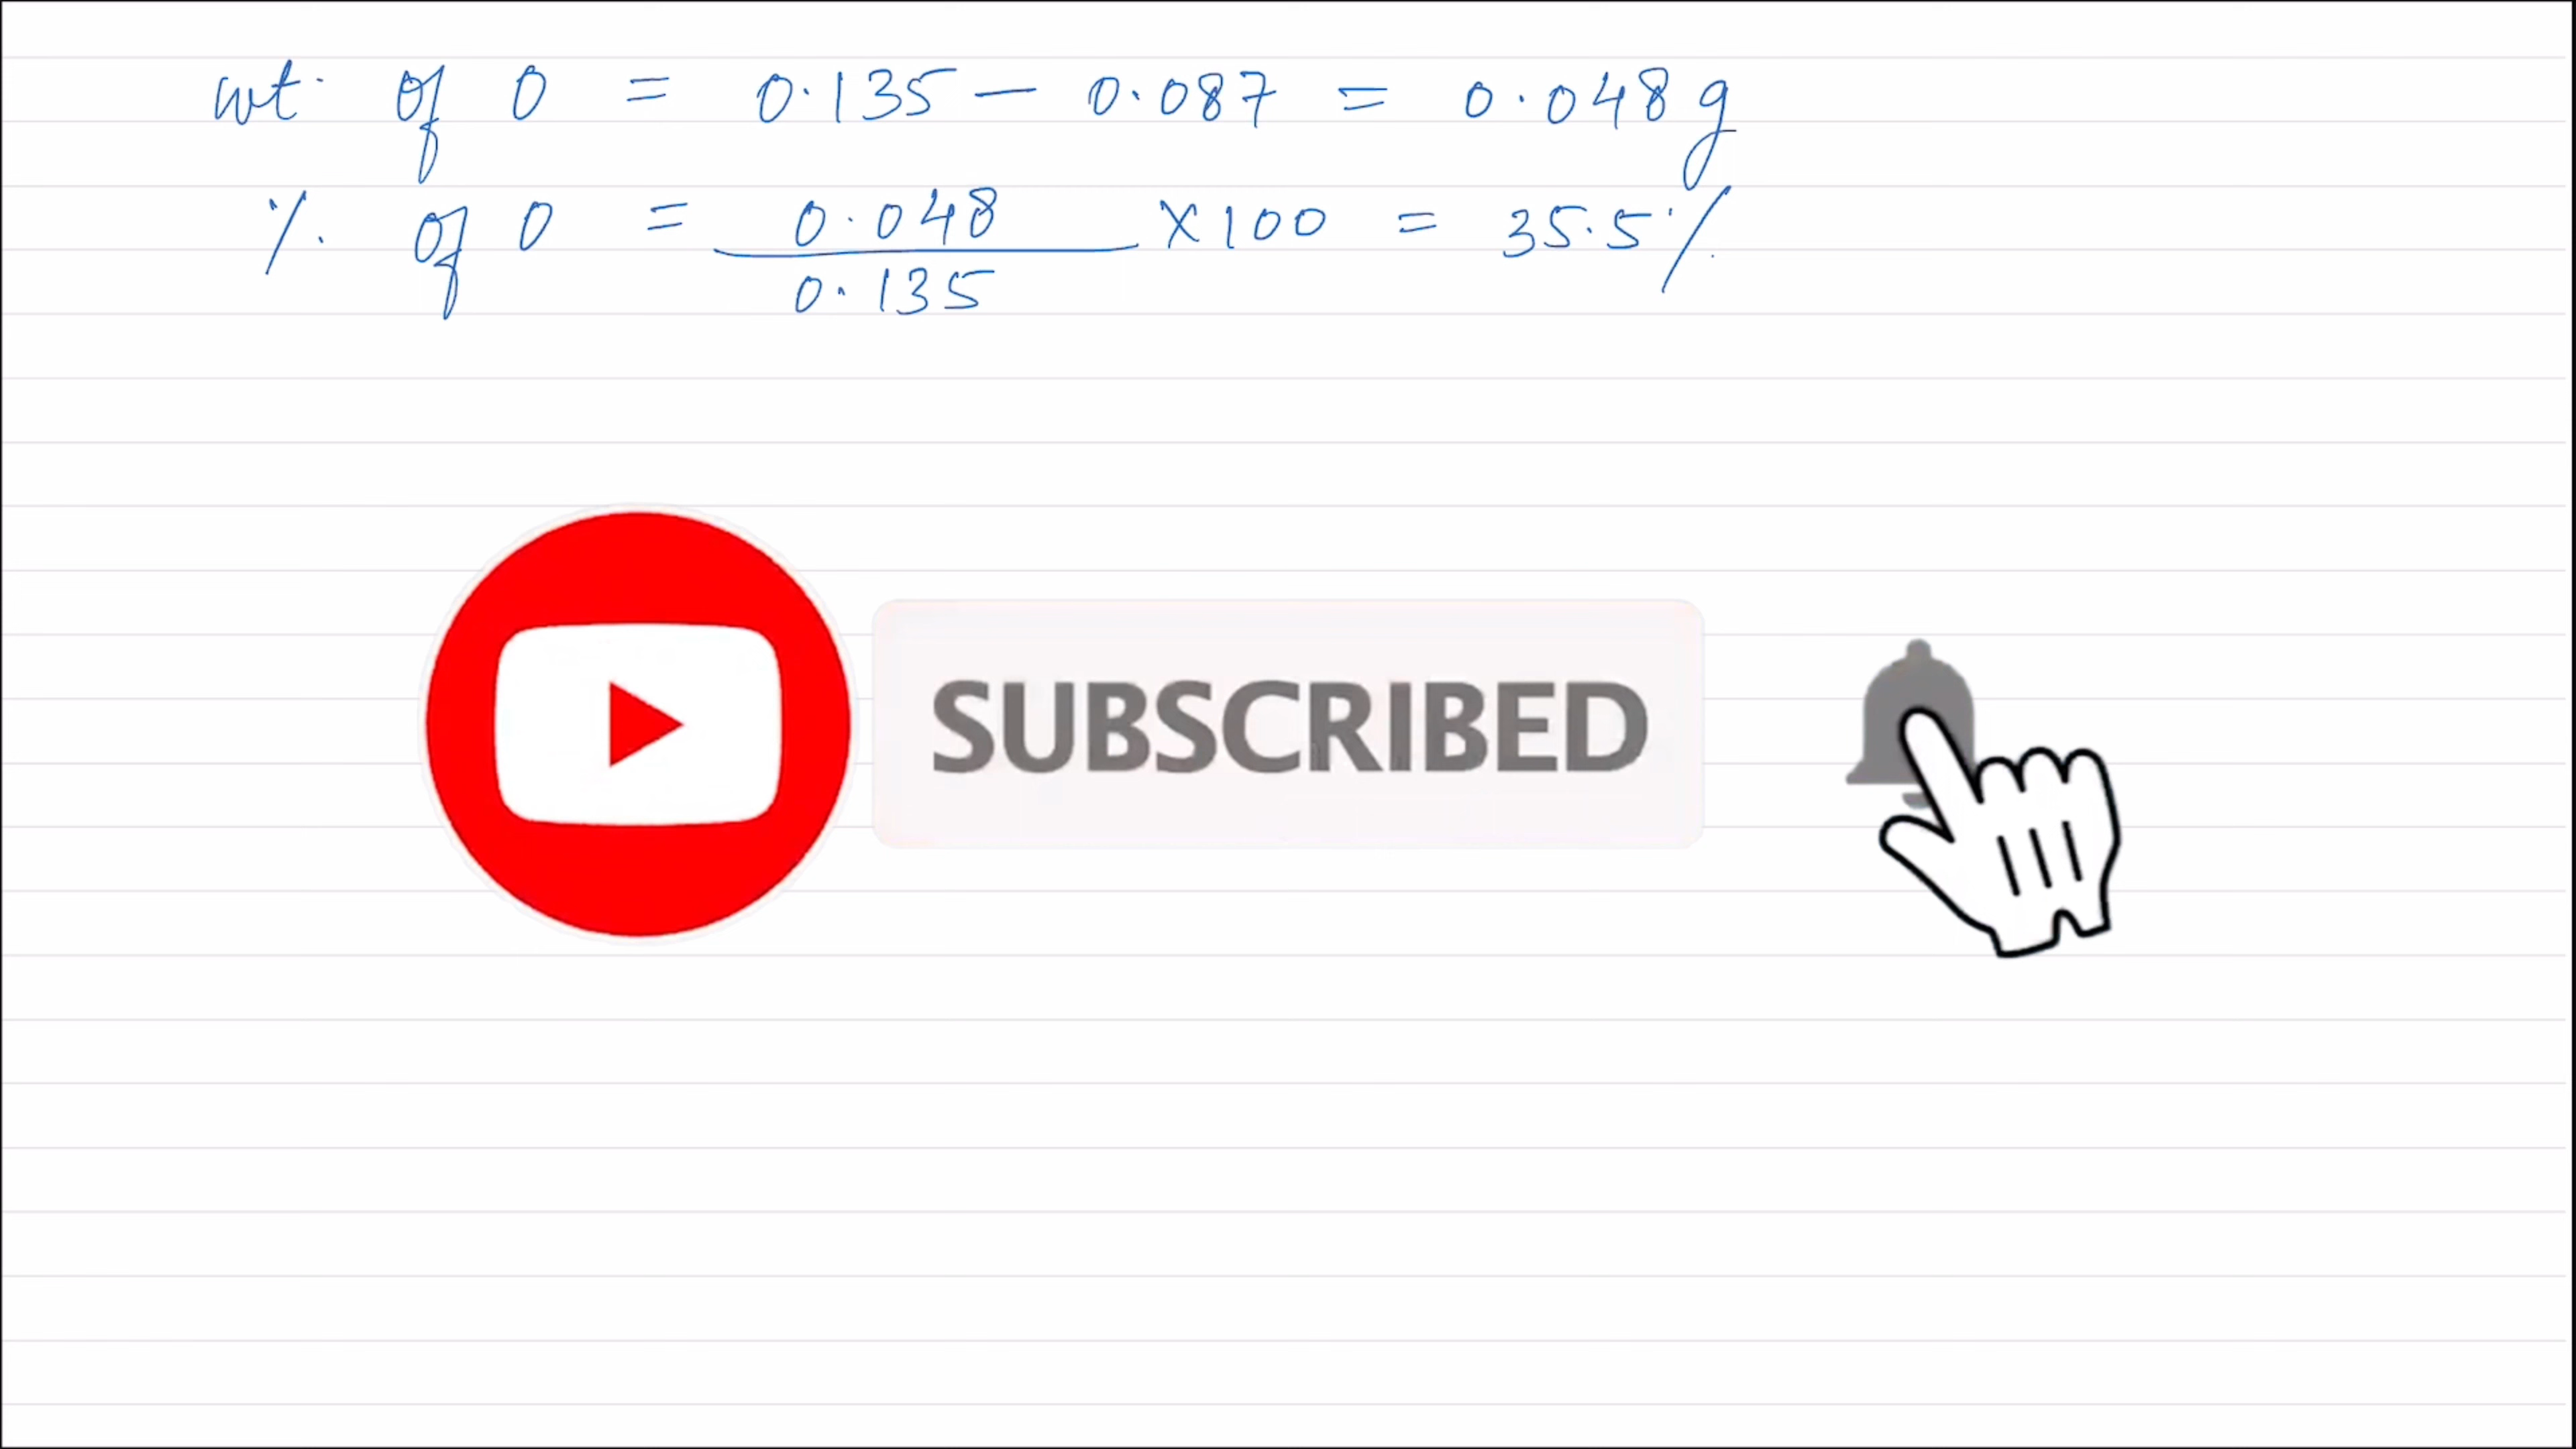 wt. of O = 0.135 - 0.087 = 0.048 g
% of O = 0.048 / 0.135 × 100 = 35.5%
SUBSCRIBED